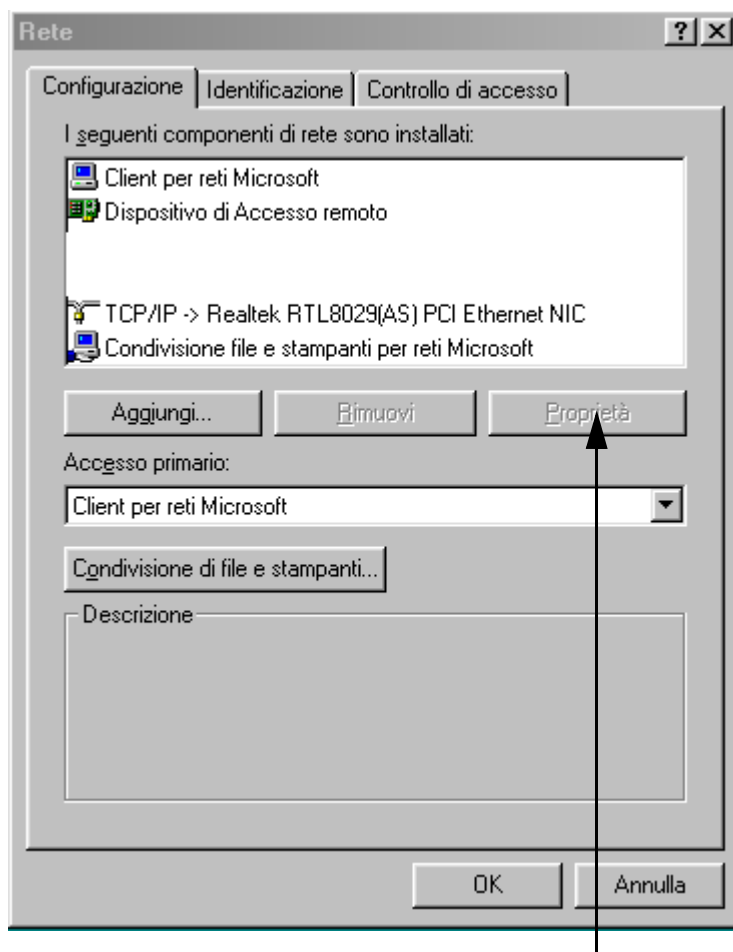 Rete
Configurazione Identificazione Controllo di accesso
I seguenti componenti di rete sono installati:
Client per reti Microsoft
Dispositivo di Accesso remoto
TCP/IP -> Realtek RTL8029(AS) PCI Ethernet NIC
Condivisione file e stampanti per reti Microsoft
Aggiungi... Rimuovi Proprietà
Accesso primario:
Client per reti Microsoft
Condivisione di file e stampanti...
Descrizione
OK Annulla